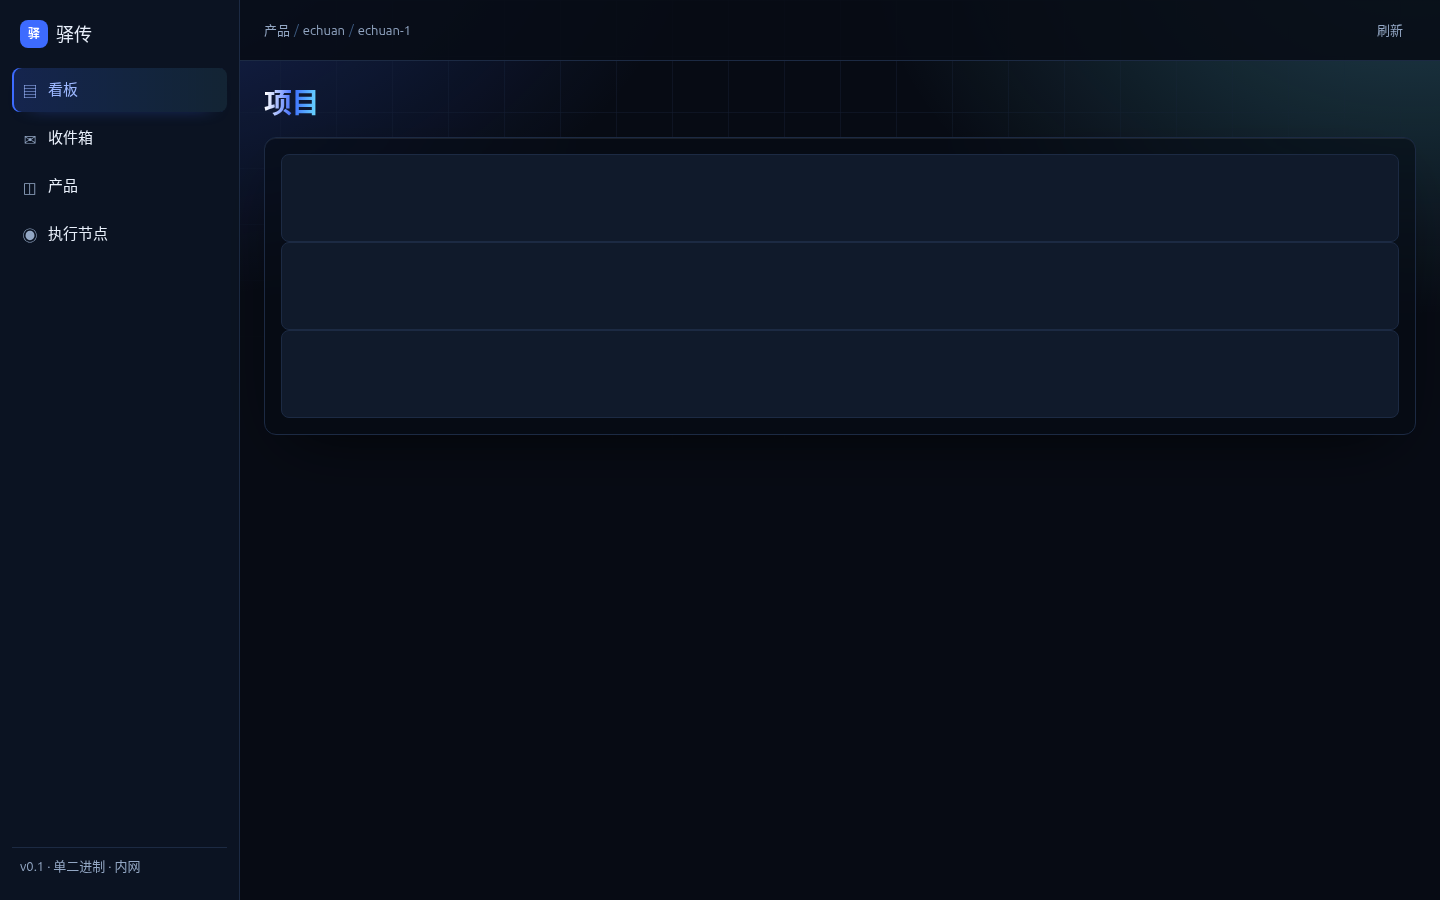 驿 驿传
看板
收件箱
产品
执行节点
v0.1 · 单二进制 · 内网
产品 / echuan / echuan-1
刷新
项目